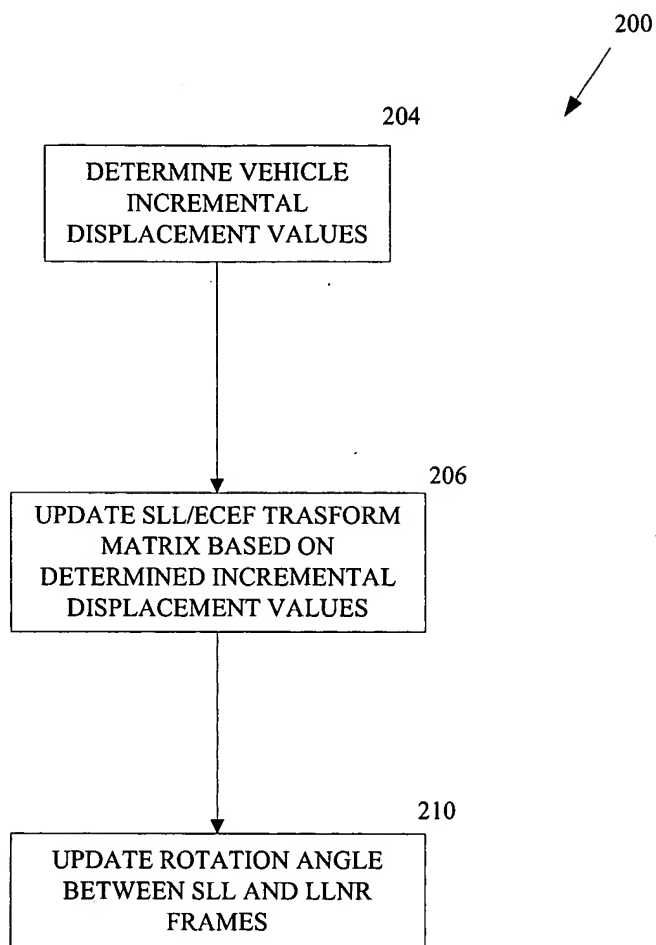 200
204
DETERMINE VEHICLE
INCREMENTAL
DISPLACEMENT VALUES
206
UPDATE SLL/ECEF TRASFORM
MATRIX BASED ON
DETERMINED INCREMENTAL
DISPLACEMENT VALUES
210
UPDATE ROTATION ANGLE
BETWEEN SLL AND LLNR
FRAMES